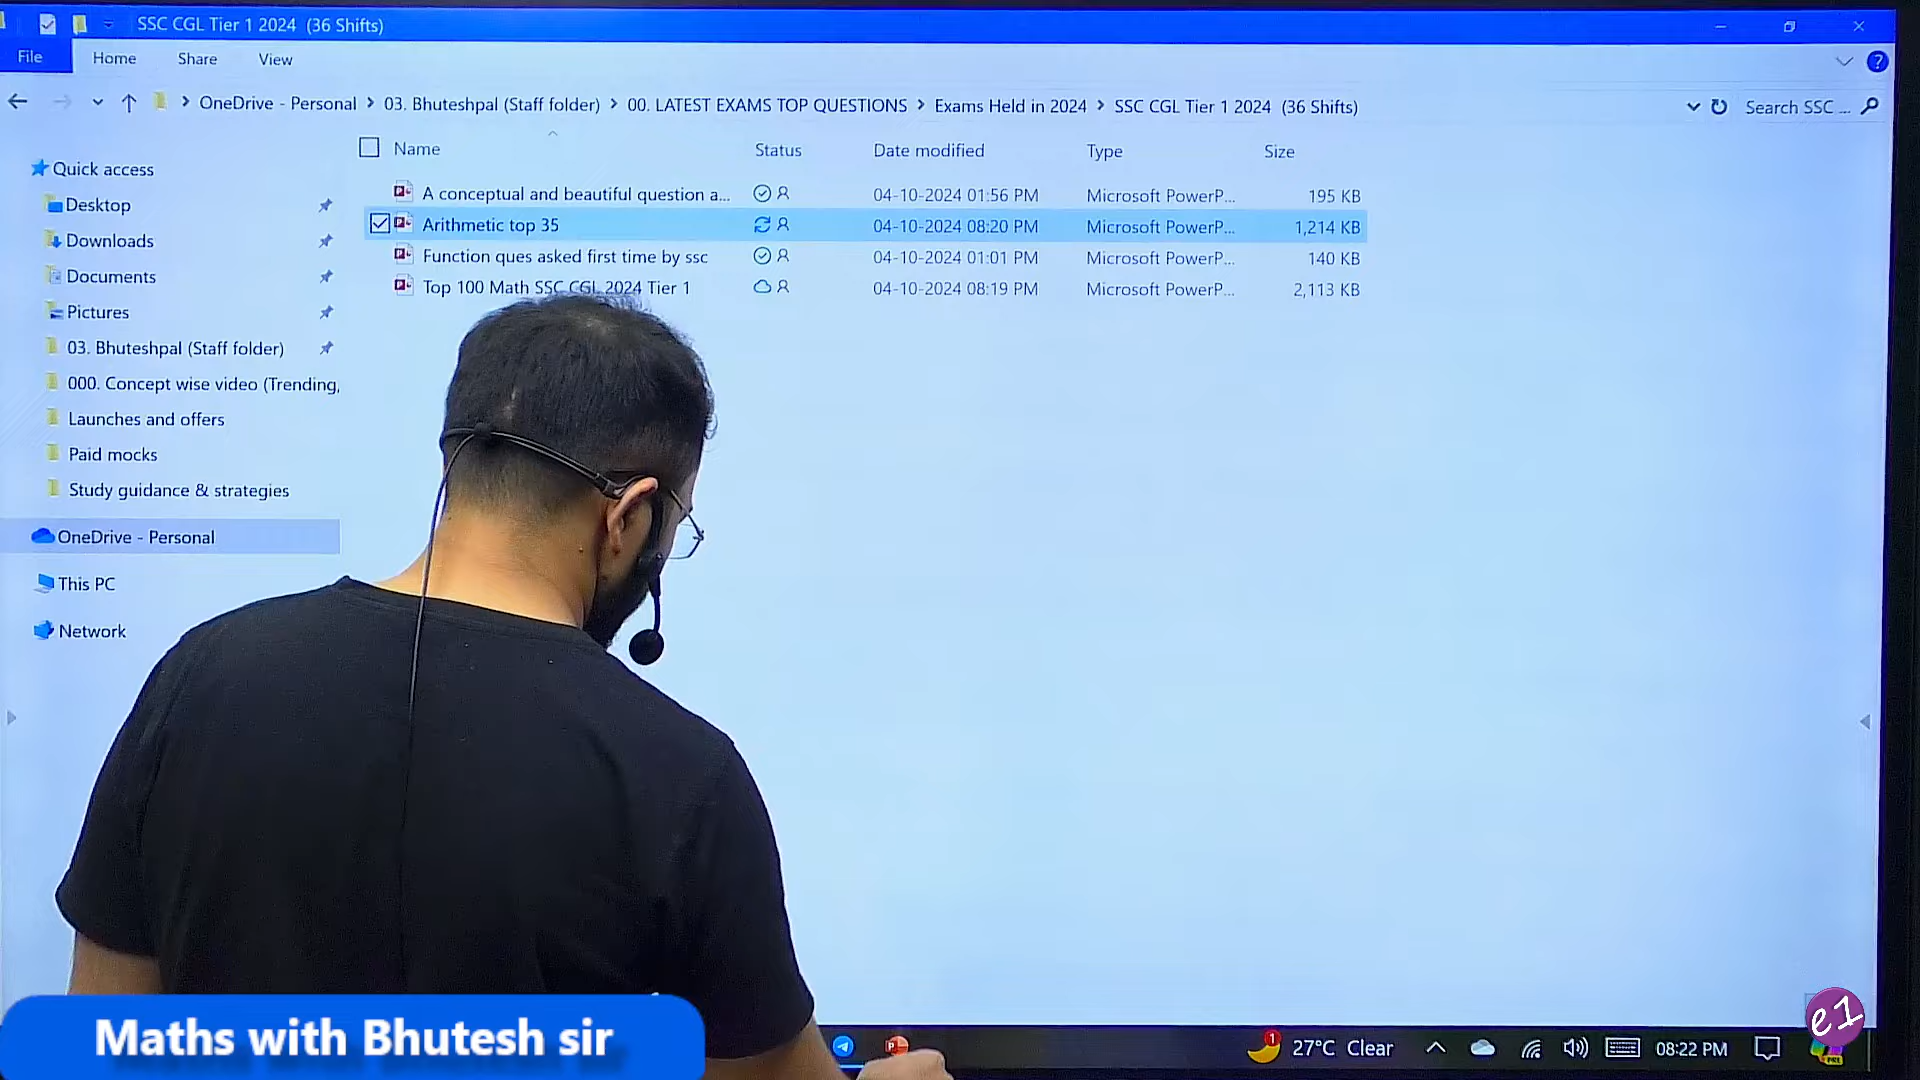 SSC CGL Tier 1 2024 (36 Shifts)
File Home Share View
OneDrive - Personal > 03. Bhuteshpal (Staff folder) > 00. LATEST EXAMS TOP QUESTIONS > Exams Held in 2024 > SSC CGL Tier 1 2024 (36 Shifts) Search SSC ...
Name Status Date modified Type Size
A conceptual and beautiful question a... 04-10-2024 01:56 PM Microsoft PowerP... 195 KB
Arithmetic top 35 04-10-2024 08:20 PM Microsoft PowerP... 1,214 KB
Function ques asked first time by ssc 04-10-2024 01:01 PM Microsoft PowerP... 140 KB
Top 100 Math SSC CGL 2024 Tier 1 04-10-2024 08:19 PM Microsoft PowerP... 2,113 KB
Quick access
Desktop
Downloads
Documents
Pictures
03. Bhuteshpal (Staff folder)
000. Concept wise video (Trending,
Launches and offers
Paid mocks
Study guidance & strategies
OneDrive - Personal
This PC
Network
e1
Maths with Bhutesh sir
1 27°C Clear 08:22 PM